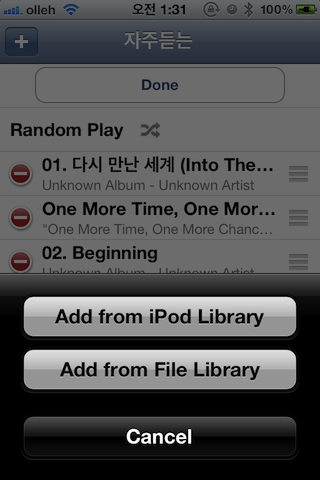 olleh 오전 1:31 100%
자주듣는
Done
Random Play
01. 다시 만난 세계 (Into The...
Unknown Album - Unknown Artist
One More Time, One Mor...
"One More Time, One More Chanc...
02. Beginning
Unknown Album - Unknown Artist
Add from iPod Library
Add from File Library
Cancel